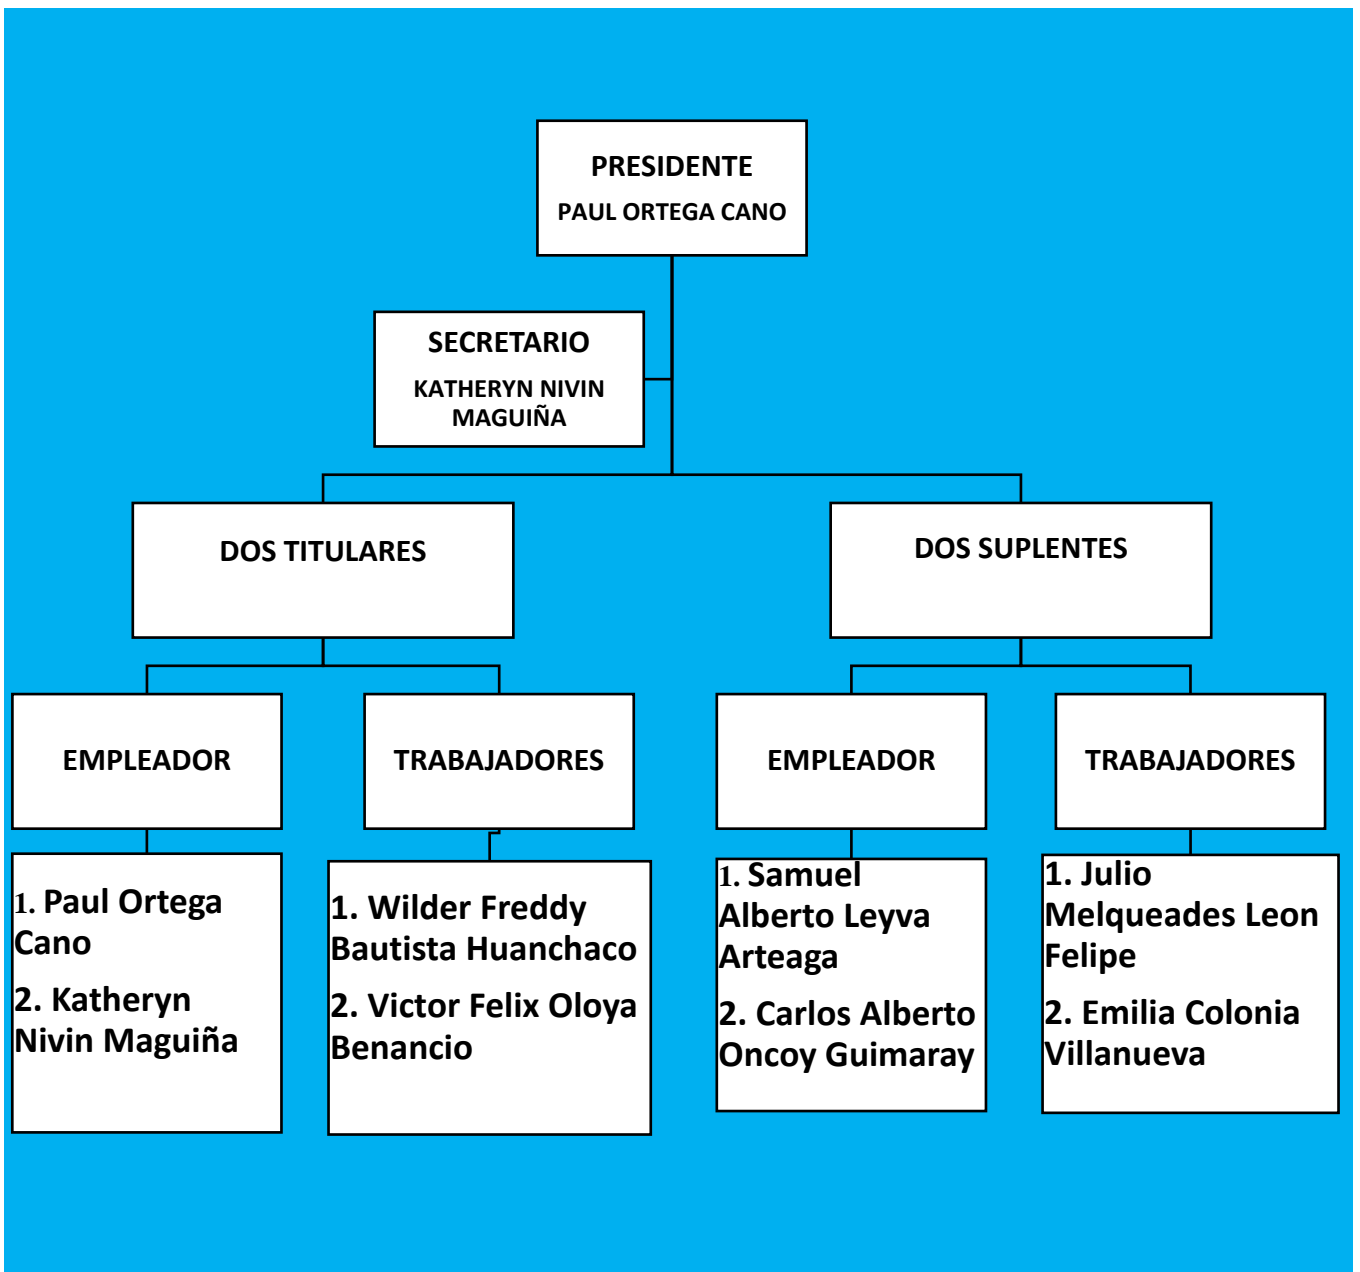 PRESIDENTE
PAUL ORTEGA CANO
SECRETARIO
KATHERYN NIVIN
MAGUIÑA
DOS TITULARES
DOS SUPLENTES
EMPLEADOR
TRABAJADORES
EMPLEADOR
TRABAJADORES
1. Paul Ortega
Cano
2. Katheryn
Nivin Maguiña
1. Wilder Freddy
Bautista Huanchaco
2. Victor Felix Oloya
Benancio
1. Samuel
Alberto Leyva
Arteaga
2. Carlos Alberto
Oncoy Guimaray
1. Julio
Melqueades Leon
Felipe
2. Emilia Colonia
Villanueva